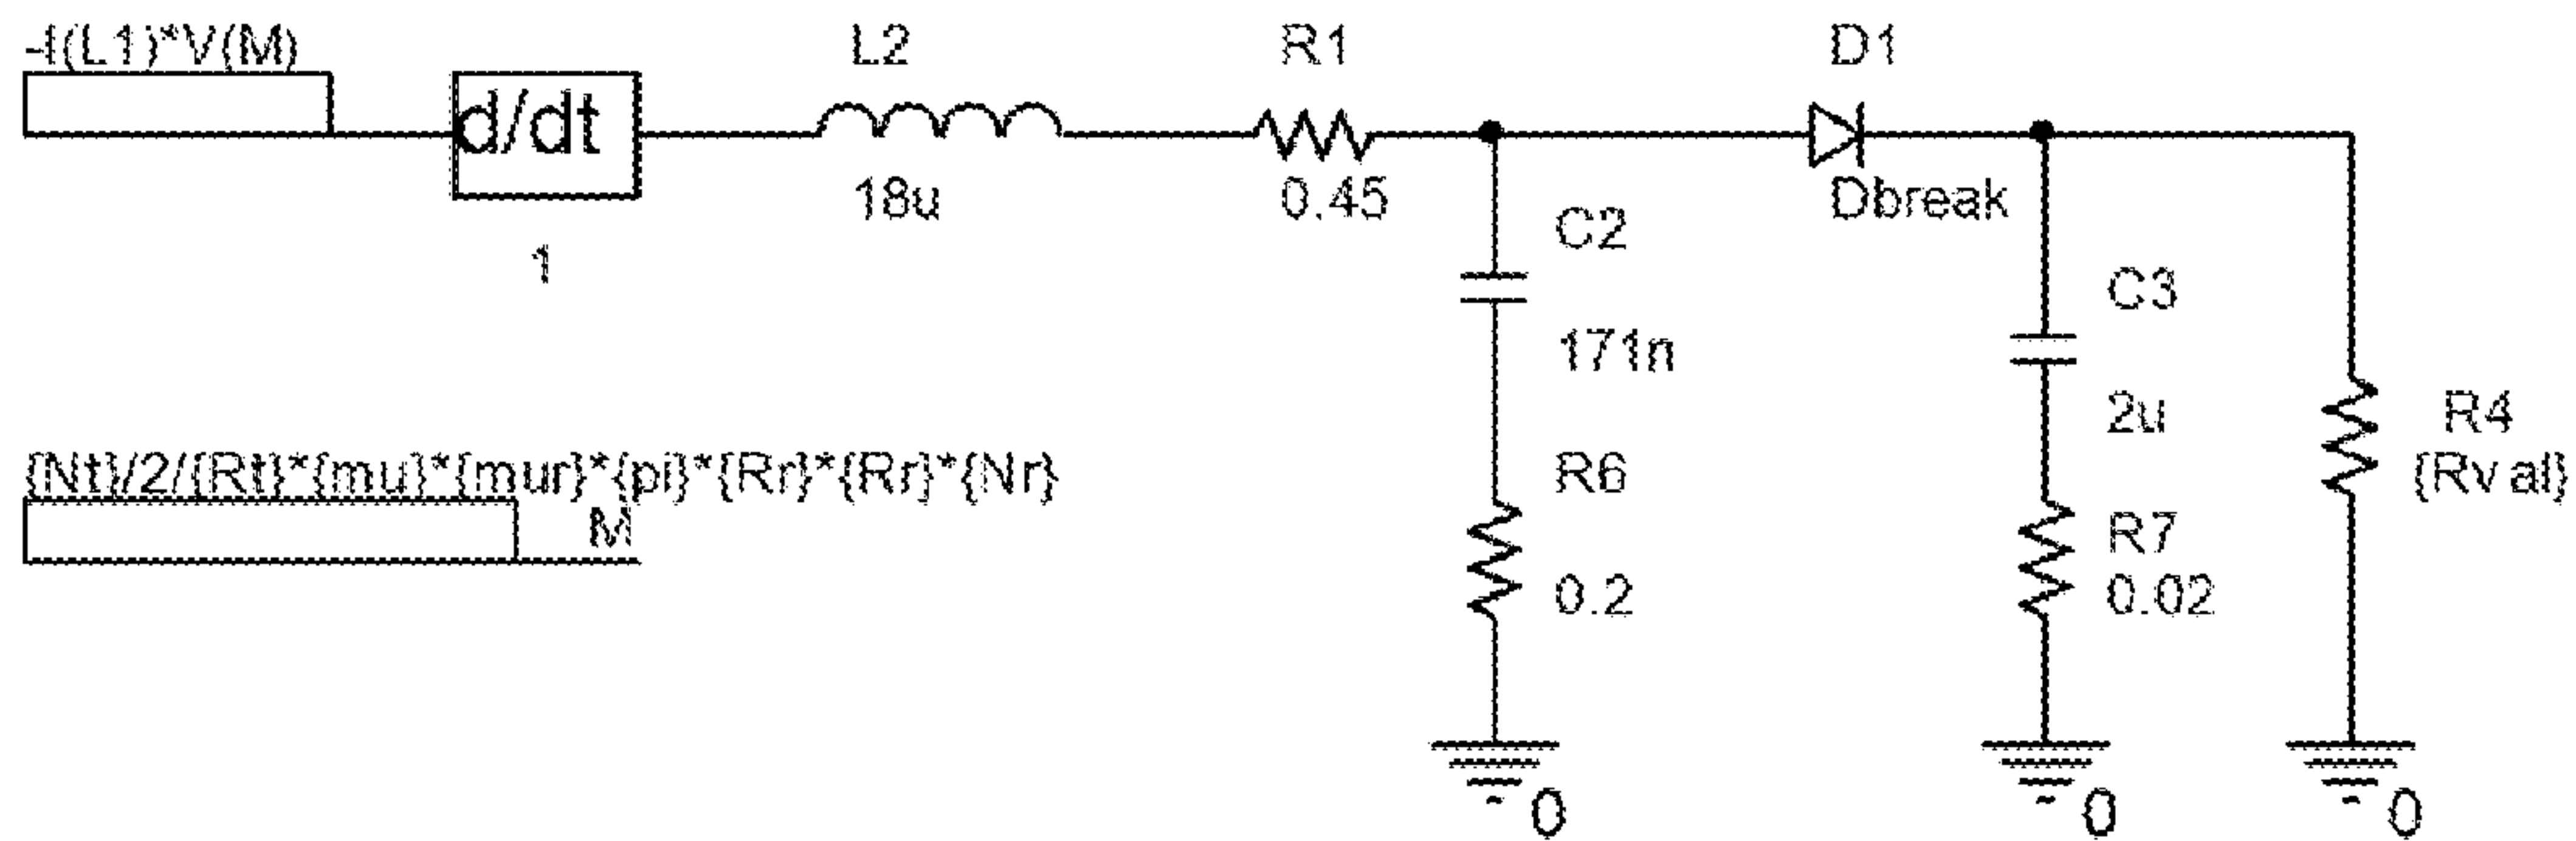 -I(L1)*V(M)
d/dt
1
L2
18u
R1
0.45
D1
Dbreak
C2
171n
R6
0.2
0
C3
2u
R7
0.02
0
R4
{Rval}
0
{Nt}/2/{Rt}*{mu}*{mur}*{pi}*{Rr}*{Rr}*{Nr}
M